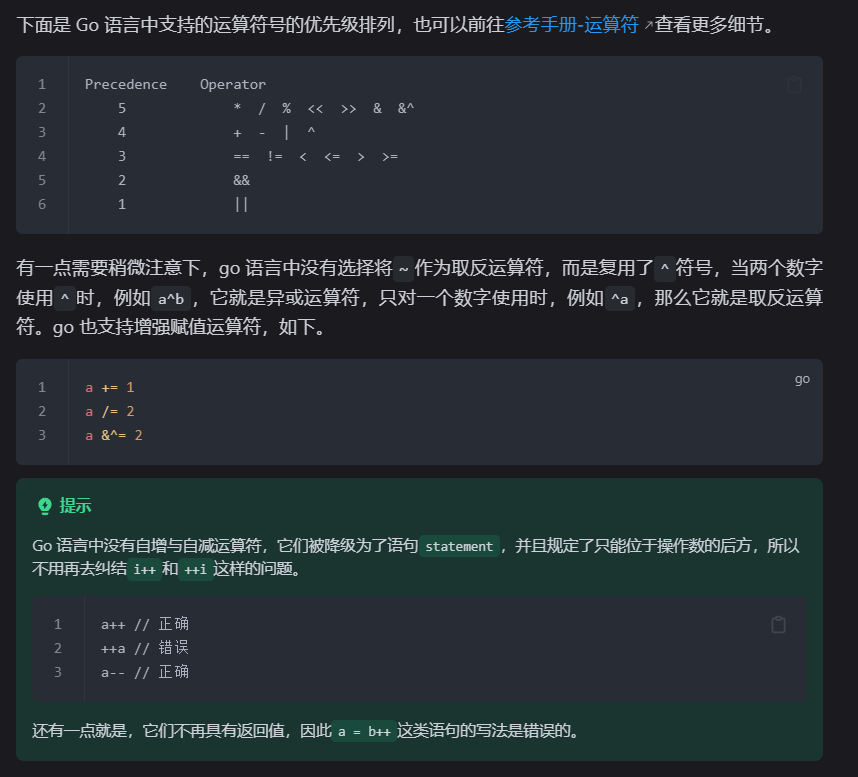 下面是 Go 语言中支持的运算符号的优先级排列，也可以前往参考手册-运算符 查看更多细节。
1 Precedence    Operator
2     5             *  /  %  <<  >>  &  &^
3     4             +  -  |  ^
4     3             ==  !=  <  <=  >  >=
5     2             &&
6     1             ||
有一点需要稍微注意下，go 语言中没有选择将 ~ 作为取反运算符，而是复用了 ^ 符号，当两个数字
使用 ^ 时，例如 a^b ，它就是异或运算符，只对一个数字使用时，例如 ^a ，那么它就是取反运算
符。go 也支持增强赋值运算符，如下。
go
1 a += 1
2 a /= 2
3 a &^= 2
提示
Go 语言中没有自增与自减运算符，它们被降级为了语句 statement ，并且规定了只能位于操作数的后方，所以
不用再去纠结 i++ 和 ++i 这样的问题。
1 a++ // 正确
2 ++a // 错误
3 a-- // 正确
还有一点就是，它们不再具有返回值，因此 a = b++ 这类语句的写法是错误的。